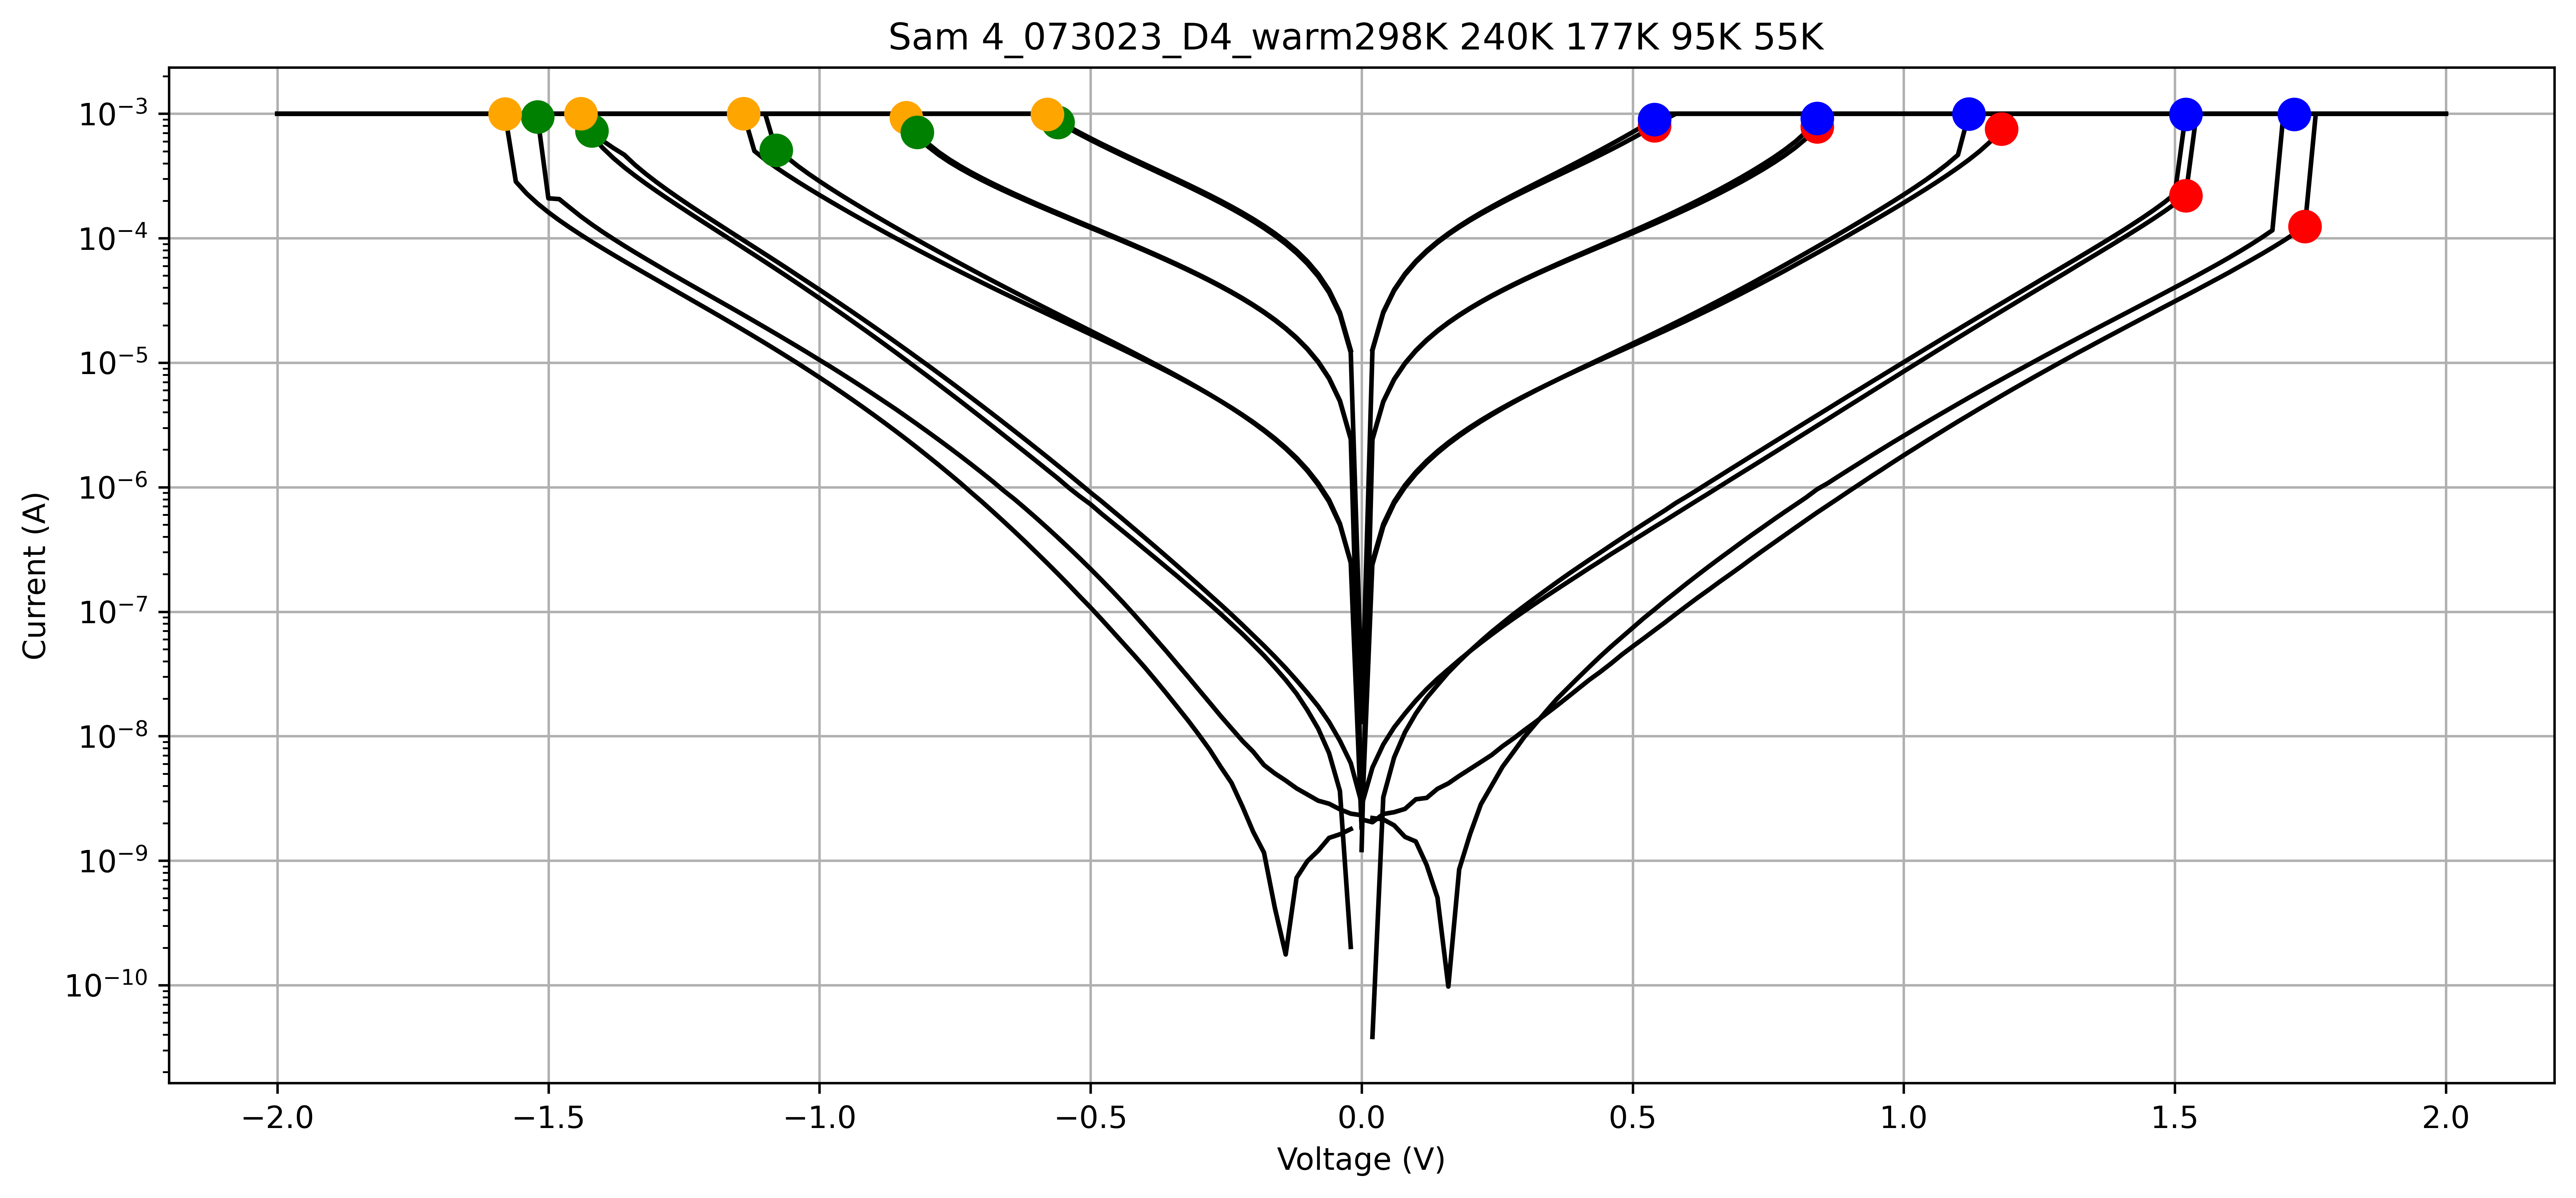 Sam 4_073023_D4_warm298K 240K 177K 95K 55K
Current (A)
10⁻³
10⁻⁴
10⁻⁵
10⁻⁶
10⁻⁷
10⁻⁸
10⁻⁹
10⁻¹⁰
−2.0 −1.5 −1.0 −0.5 0.0 0.5 1.0 1.5 2.0
Voltage (V)